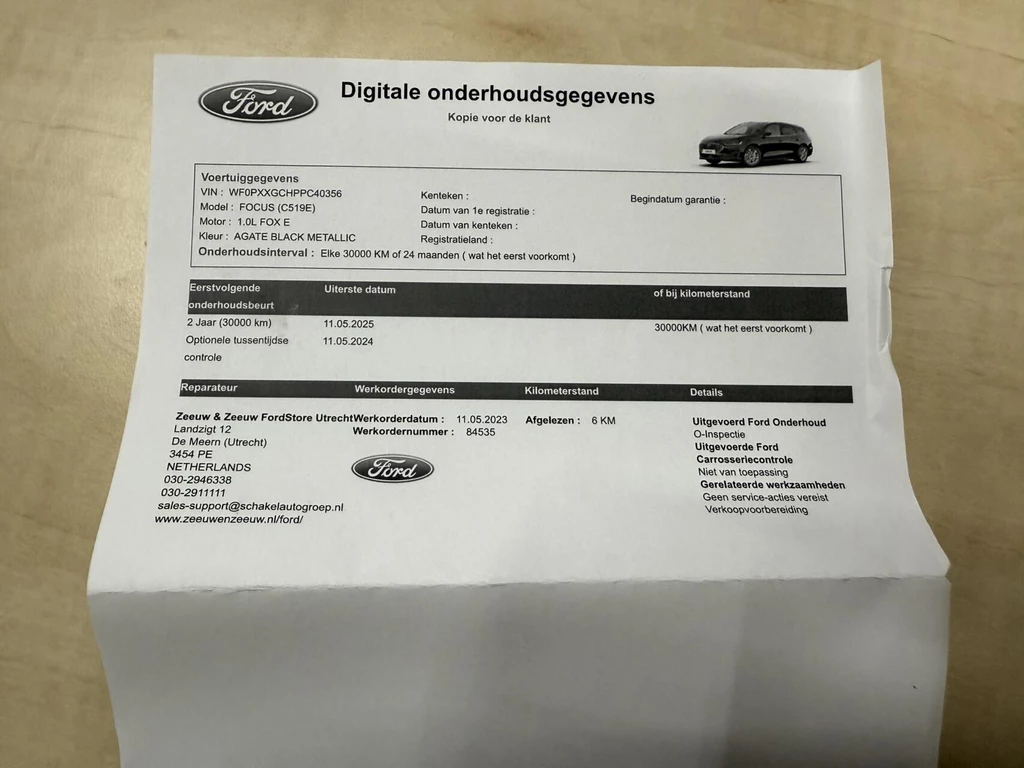 Ford
Digitale onderhoudsgegevens
Kopie voor de klant
Voertuiggegevens
VIN : WF0PXXGCHPPC40356
Model : FOCUS (C519E)
Motor : 1.0L FOX E
Kleur : AGATE BLACK METALLIC
Kenteken :
Datum van 1e registratie :
Datum van kenteken :
Registratieland :
Begindatum garantie :
Onderhoudsinterval : Elke 30000 KM of 24 maanden ( wat het eerst voorkomt )
Eerstvolgende onderhoudsbeurt Uiterste datum of bij kilometerstand
2 Jaar (30000 km) 11.05.2025 30000KM ( wat het eerst voorkomt )
Optionele tussentijdse controle 11.05.2024
Reparateur Werkordergegevens Kilometerstand Details
Zeeuw & Zeeuw FordStore Utrecht
Landzigt 12
De Meern (Utrecht)
3454 PE
NETHERLANDS
030-2946338
030-2911111
sales-support@schakelautogroep.nl
www.zeeuwenzeeuw.nl/ford/
Werkorderdatum : 11.05.2023
Werkordernummer : 84535
Ford
Afgelezen : 6 KM
Uitgevoerd Ford Onderhoud
O-Inspectie
Uitgevoerde Ford
Carrosseriecontrole
Niet van toepassing
Gerelateerde werkzaamheden
Geen service-acties vereist
Verkoopvoorbereiding